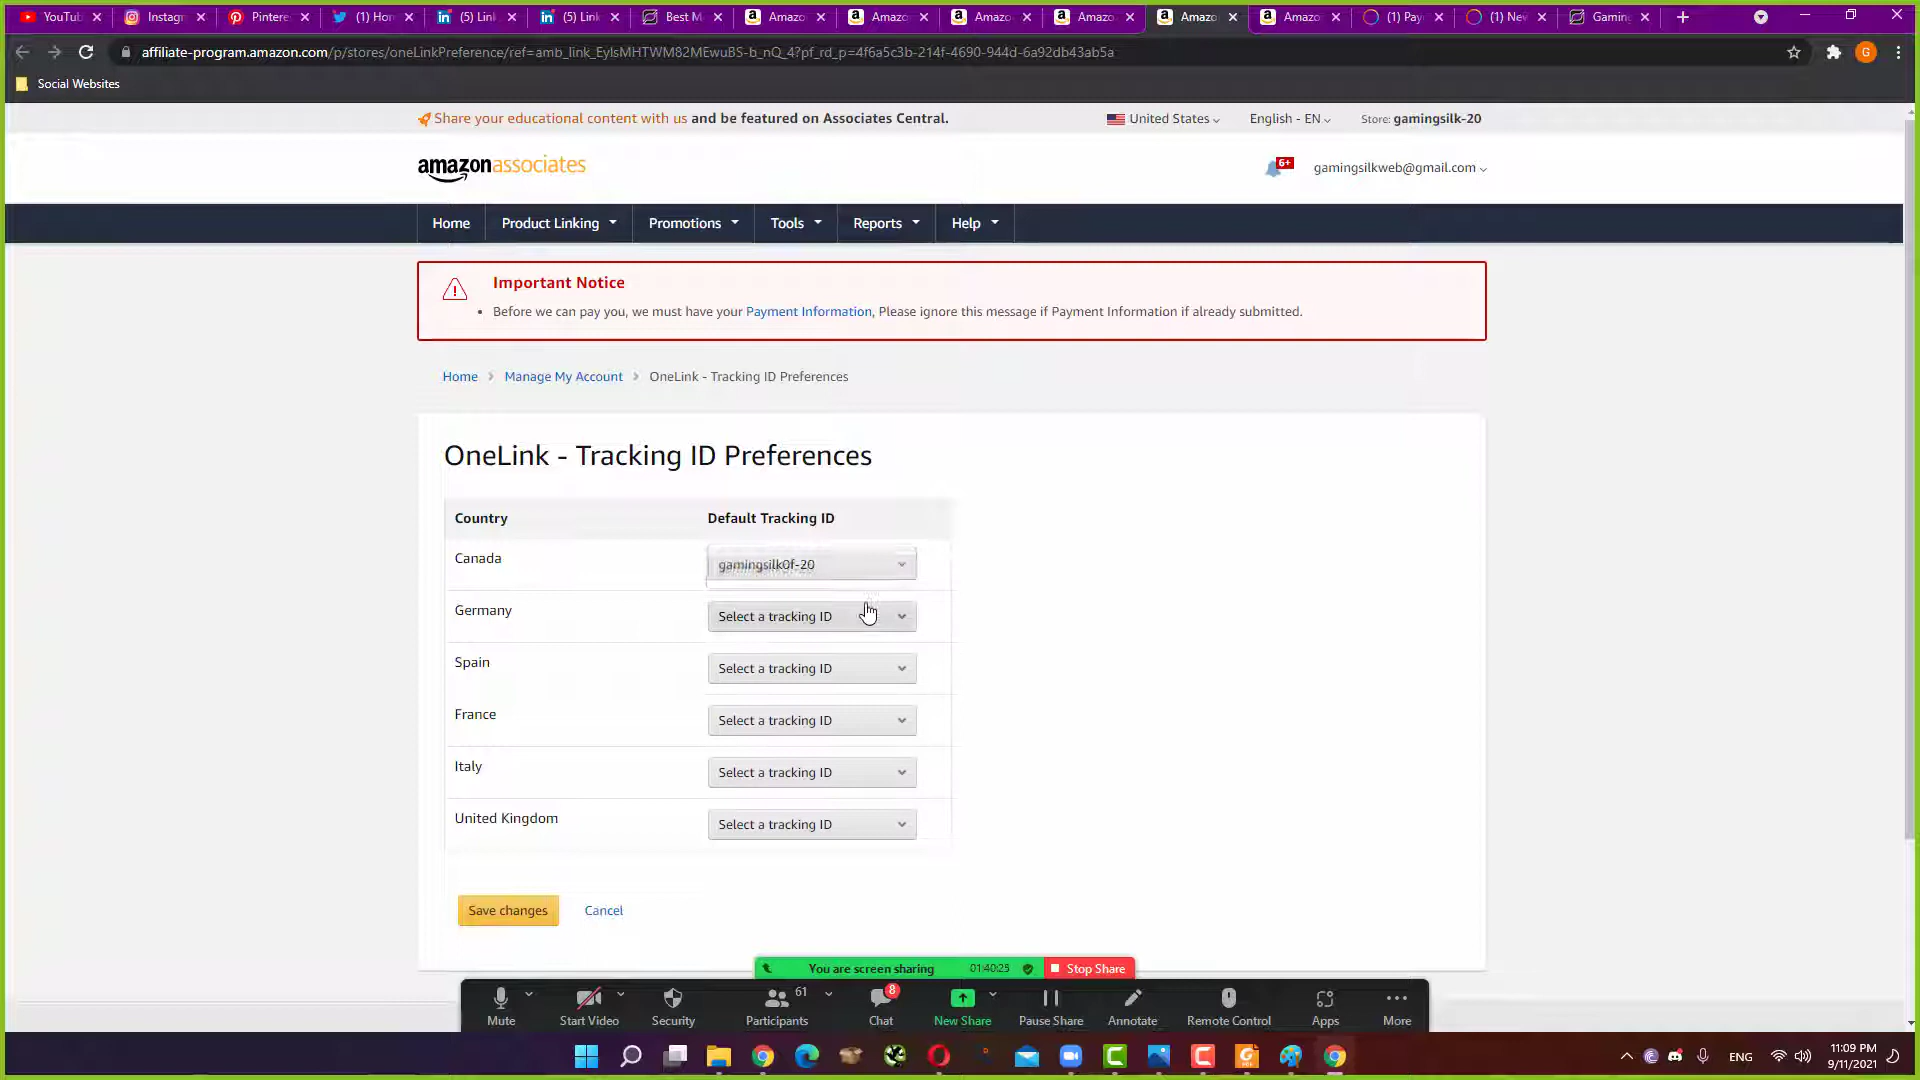 YouTub
Instag
Pintere
(1) Hon
(5) Link
(5) Link
Best M
Amazo
Amazo
Amazo
Amazo
Amazo
Amazo
(1) Pay
(1) Nev
Gaming
affiliate-program.amazon.com/p/stores/oneLinkPreference/ref=amb_link_EylsMHTWM82MEwuBS-b_nQ_4?pf_rd_p=4f6a5c3b-214f-4690-944d-6a92db43ab5a
G
Social Websites
Share your educational content with us and be featured on Associates Central.
United States
English - EN
Store: gamingsilk-20
amazonassociates
6+
gamingsilkweb@gmail.com
Home
Product Linking
Promotions
Tools
Reports
Help
Important Notice
• Before we can pay you, we must have your Payment Information, Please ignore this message if Payment Information if already submitted.
Home › Manage My Account › OneLink - Tracking ID Preferences
OneLink - Tracking ID Preferences
Country Default Tracking ID
Canada gamingsilk0f-20
Germany Select a tracking ID
Spain Select a tracking ID
France Select a tracking ID
Italy Select a tracking ID
United Kingdom Select a tracking ID
Save changes Cancel
You are screen sharing 01:40:25 Stop Share
61
8
Mute
Start Video
Security
Participants
Chat
New Share
Pause Share
Annotate
Remote Control
Apps
More
ENG
11:09 PM
9/11/2021